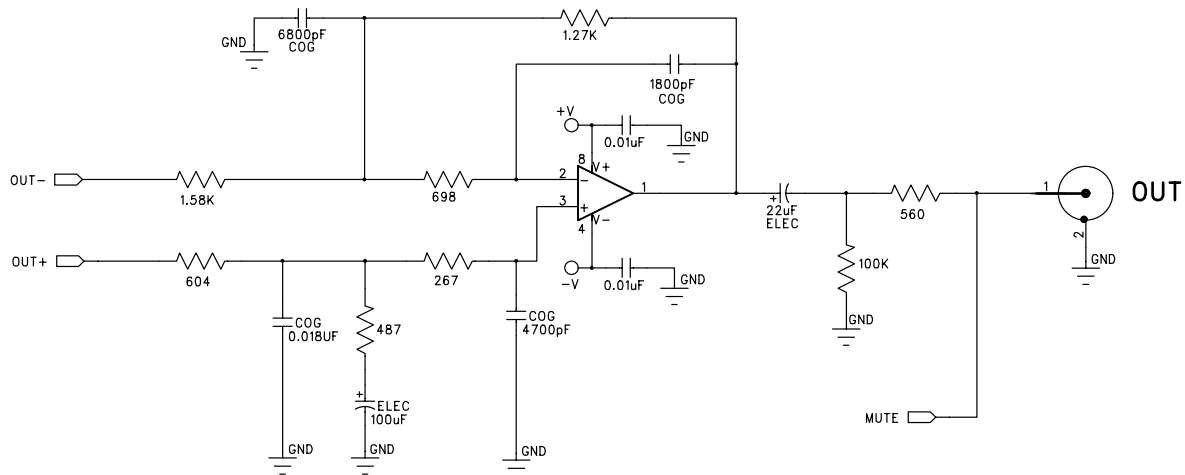 6800pF
COG
GND
1.27K
1800pF
COG
+V
0.01uF
GND
8
V+
OUT-
1.58K
698
2
-
3
+
1
V-
4
22uF
+
ELEC
560
1
OUT
2
GND
OUT+
604
267
-V
0.01uF
GND
100K
GND
COG
0.018UF
487
COG
4700pF
+
ELEC
100uF
MUTE
GND
GND
GND